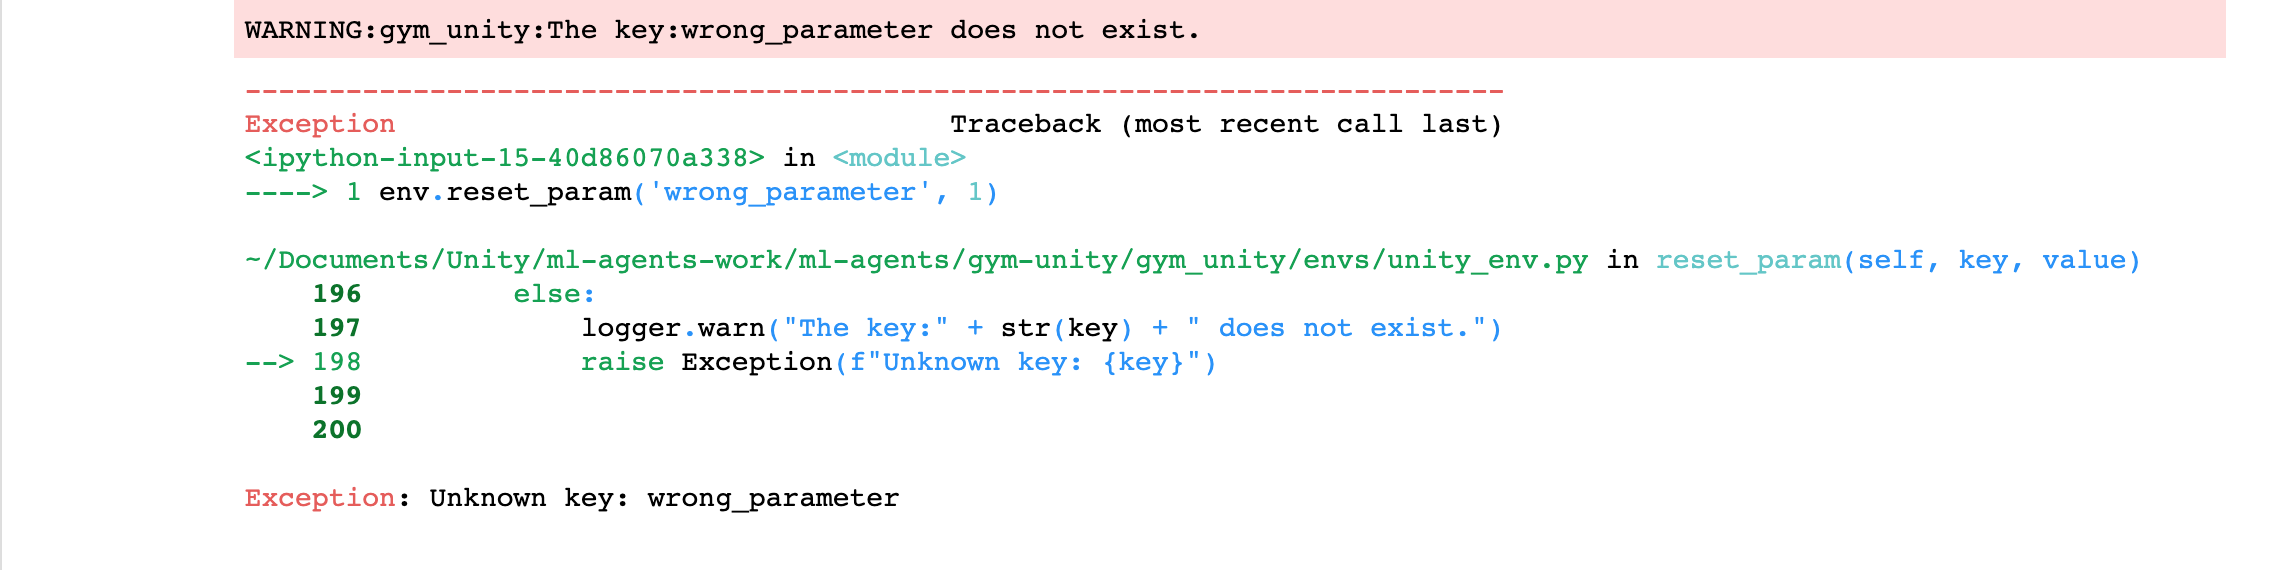 WARNING:gym_unity:The key:wrong_parameter does not exist.
---------------------------------------------------------------------------
Exception                                 Traceback (most recent call last)
<ipython-input-15-40d86070a338> in <module>
----> 1 env.reset_param('wrong_parameter', 1)
~/Documents/Unity/ml-agents-work/ml-agents/gym-unity/gym_unity/envs/unity_env.py in reset_param(self, key, value)
    196         else:
    197             logger.warn("The key:" + str(key) + " does not exist.")
--> 198             raise Exception(f"Unknown key: {key}")
    199
    200
Exception: Unknown key: wrong_parameter